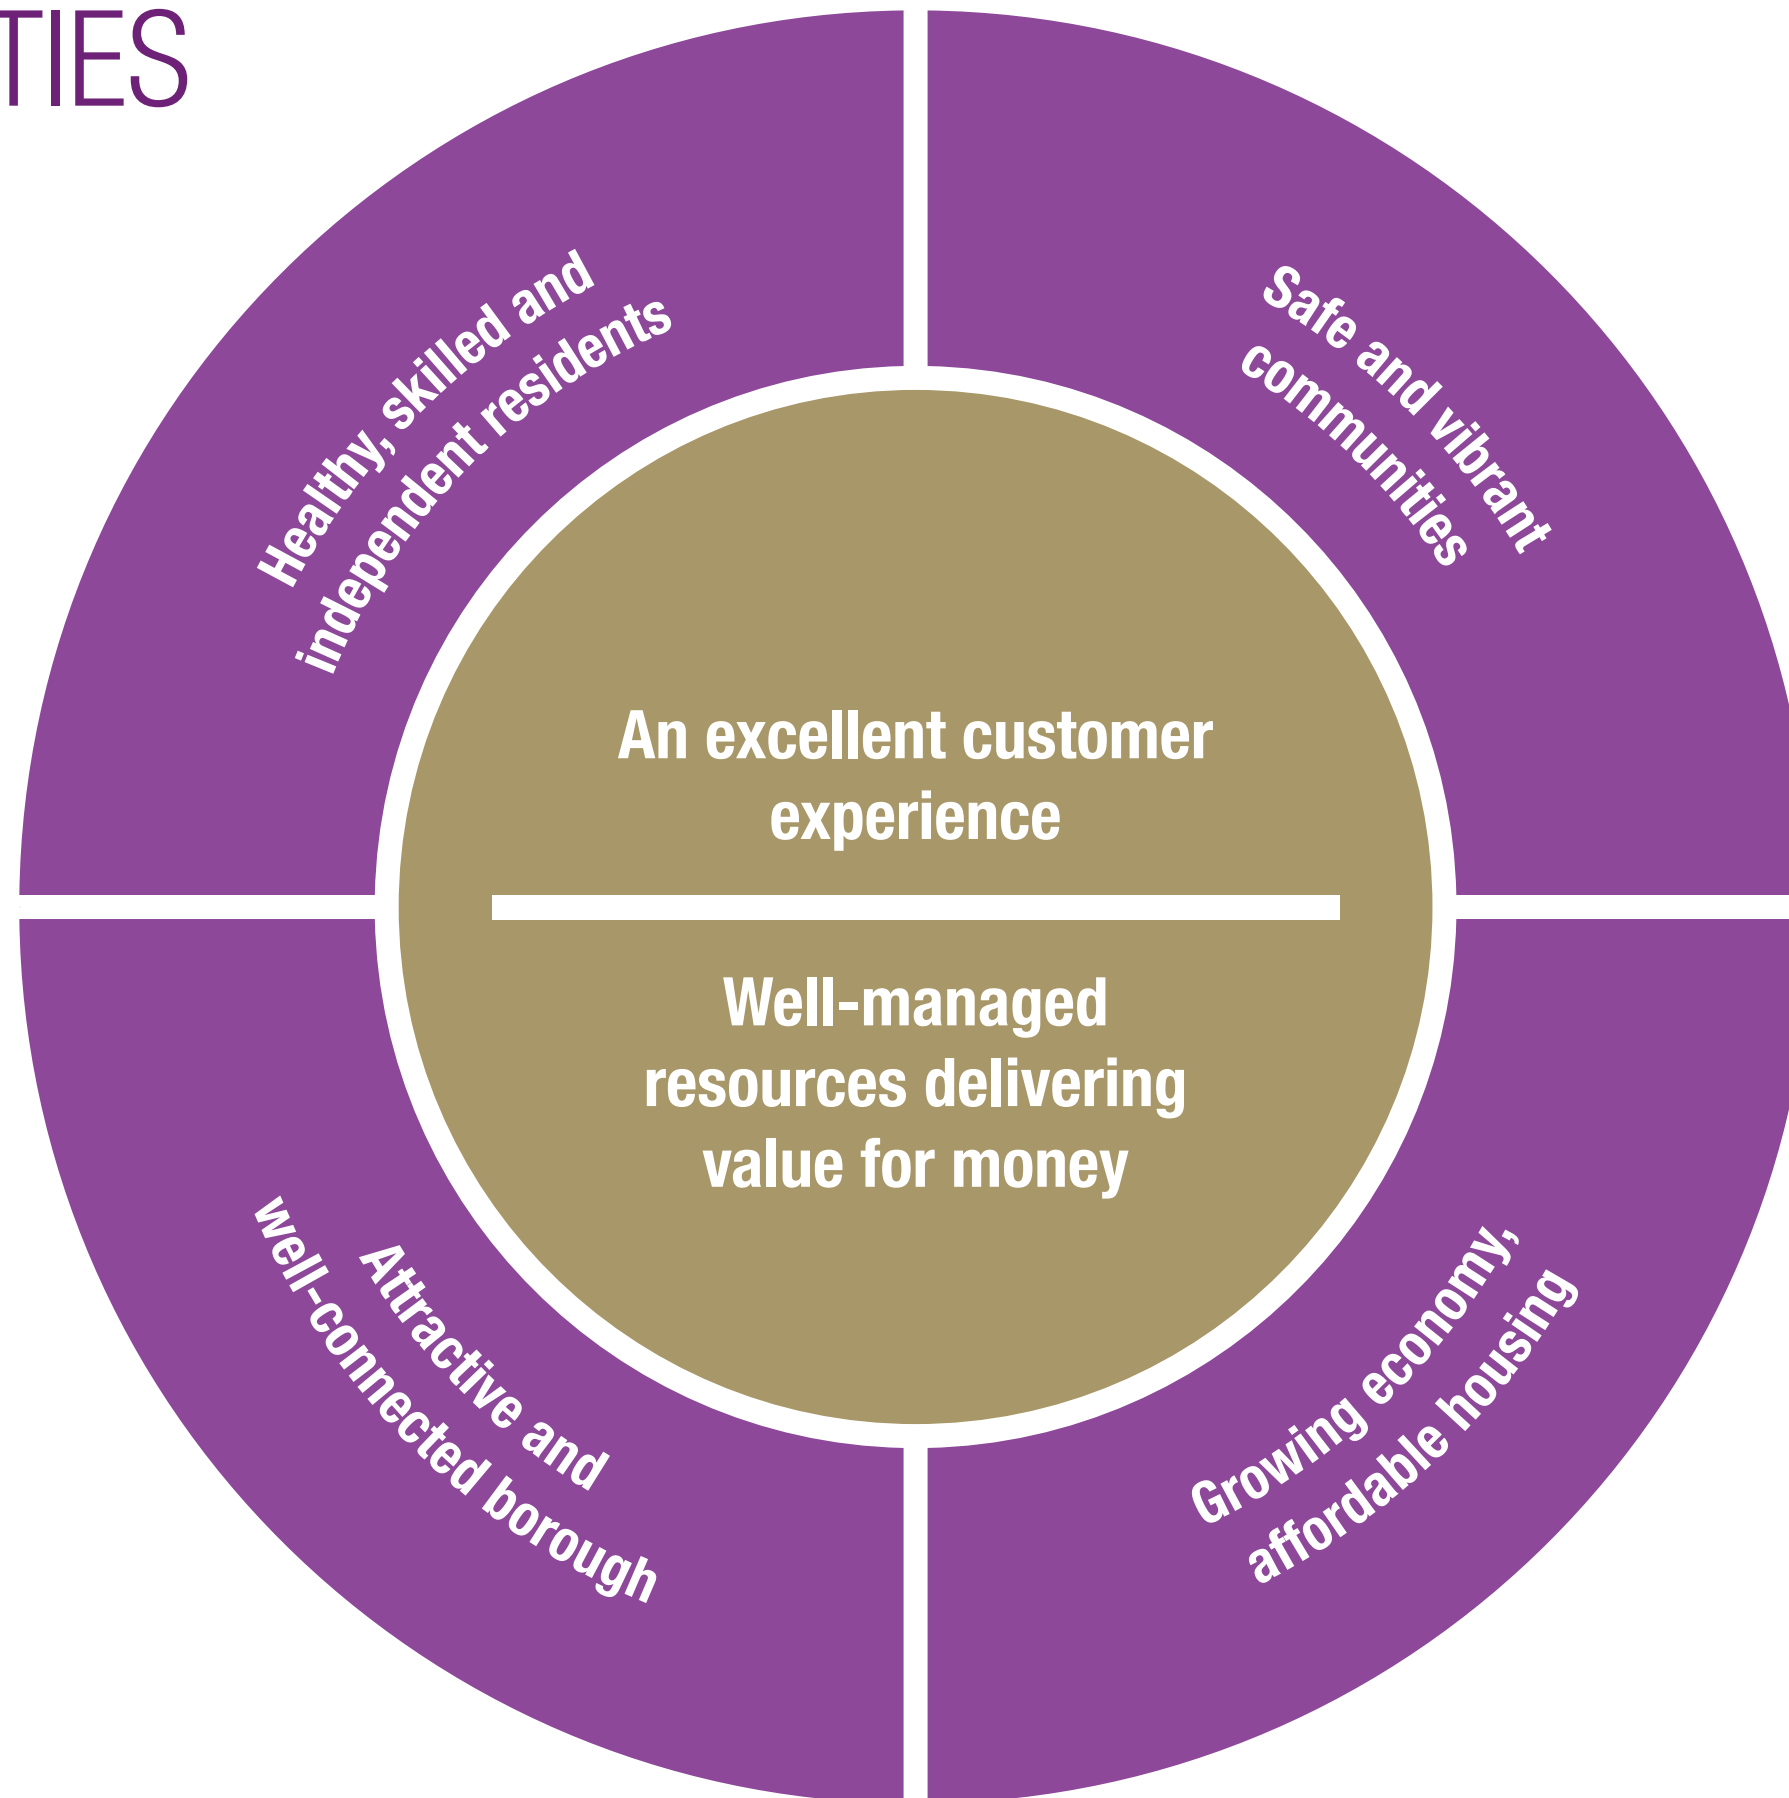 TIES
Healthy, skilled and
independent residents
Safe and vibrant
communities
An excellent customer
experience
Well-managed
resources delivering
value for money
Attractive and
well-connected borough
Growing economy,
affordable housing